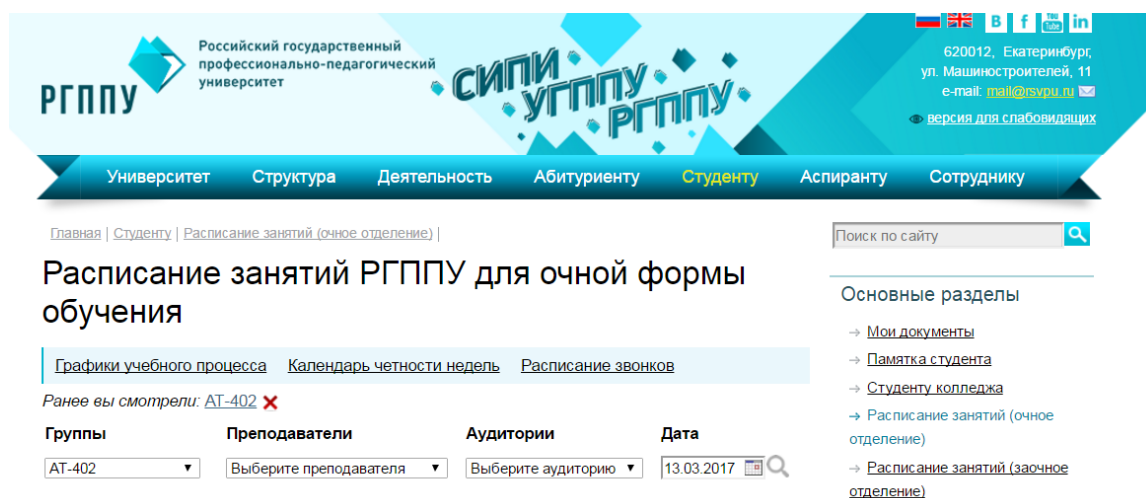 РГППУ
Российский государственный
профессионально-педагогический
университет
СИПИ
УГППУ
РГППУ
В f You Tube in
620012, Екатеринбург,
ул. Машиностроителей, 11
e-mail: mail@rsvpu.ru
версия для слабовидящих
Университет Структура Деятельность Абитуриенту Студенту Аспиранту Сотруднику
Главная | Студенту | Расписание занятий (очное отделение) |
Поиск по сайту
Расписание занятий РГППУ для очной формы
обучения
Графики учебного процесса Календарь четности недель Расписание звонков
Ранее вы смотрели: АТ-402
Группы Преподаватели Аудитории Дата
АТ-402 Выберите преподавателя Выберите аудиторию 13.03.2017
Основные разделы
→ Мои документы
→ Памятка студента
→ Студенту колледжа
→ Расписание занятий (очное
отделение)
→ Расписание занятий (заочное
отделение)